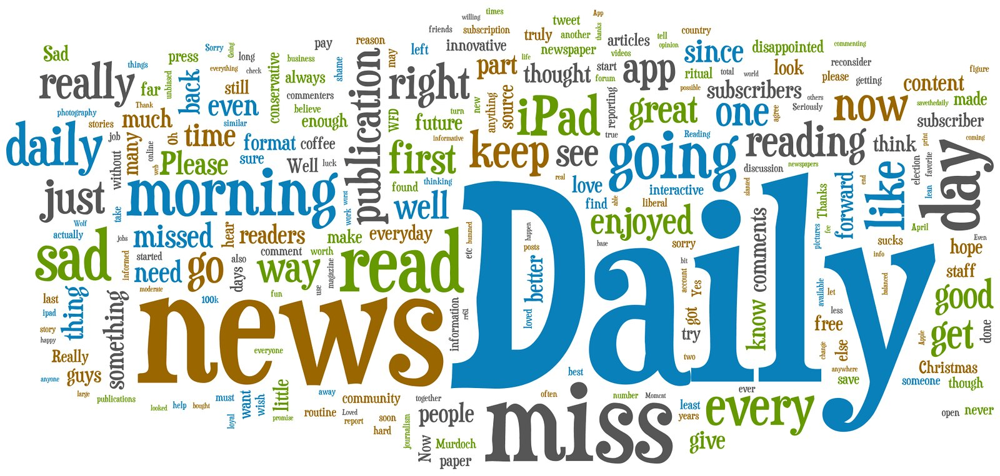 times
willing
App
tweet
friends
subscription
truly
another
thanks
country
reason
pay
left
innovative
newspaper
articles
tell
opinion
since
disappointed
commenting
Sad
Sorry
Going
long
press
things
everything
check
conservative
business
shame
may
part
life
videos
start
app
ritual
total
world
look
reconsider
please
getting
figure
really
far
unbiased
back
still
always
commenters
publication
right
thought
forum
possible
subscribers
others
Seriously
content
savethedaily
made
photography
stories
Thank
much
even
similar
believe
enough
WFD
future
turn
new
anything
source
iPad
reporting
great
one
agree
now
subscriber
daily
job
many
online
oh
time
format
coffee
informative
keep
see
true
going
Reading
reading
think
print
coming
without
web
Please
sure
Well
luck
first
real
discussion
newspapers
election
favorite
day
just
take
morning
worst
work
found
thinking
well
love
find
able
interactive
liberal
slanted
Thanks
forward
end
like
lean
Wolf
actually
jobs
missed
hear
readers
make
everyday
bummed
Daily
happen
enjoyed
base
sorry
comments
pictures
fee
sucks
April
Even
hope
sad
informed
started
need
go
also
days
comment
worth
way
magazine
use
read
etc
posts
better
loved
bit
account
Yes
info
balanced
staff
last
ipad
story
happy
thing
something
moderate
100k
fun
news
information
rr61
got
try
know
available
let
less
free
good
get
done
Apple
Really
guys
anyone
large
everyone
two
change
else
anywhere
save
Christmas
someone
though
publications
looked
help
bought
must
loyal
want
wish
little
promise
away
community
routine
Loved
report
soon
hard
together
people
journalism
Now
Murdoch
paper
often
best
miss
number
Momcat
least
years
ever
every
give
open
never